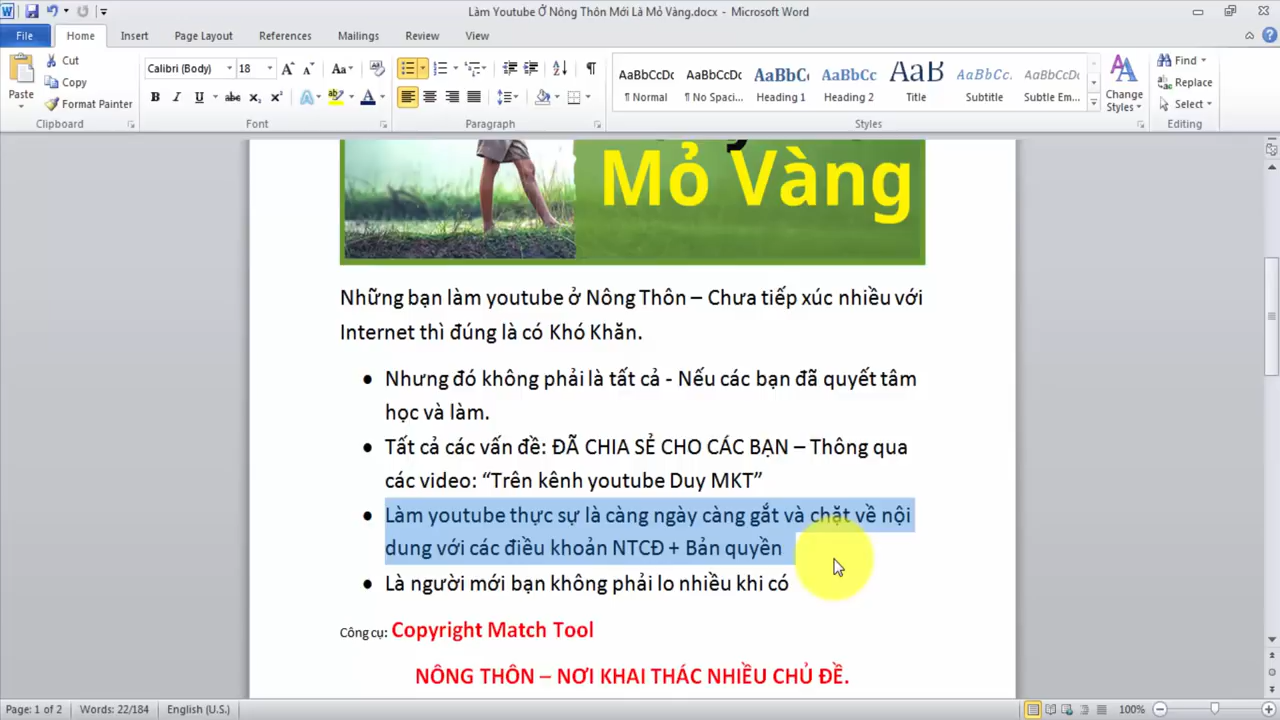 Làm Youtube Ở Nông Thôn Mới Là Mỏ Vàng.docx - Microsoft Word
File Home Insert Page Layout References Mailings Review View
Paste
Cut
Copy
Format Painter
Clipboard
Calibri (Body) 18
Font
Paragraph
AaBbCcDc AaBbCcDc AaBbC AaBbCc AaB AaBbCcL AaBbCcDc
¶ Normal ¶ No Spaci... Heading 1 Heading 2 Title Subtitle Subtle Em...
Styles
Change Styles
Find
Replace
Select
Editing
Mỏ Vàng
Những bạn làm youtube ở Nông Thôn – Chưa tiếp xúc nhiều với
Internet thì đúng là có Khó Khăn.
• Nhưng đó không phải là tất cả - Nếu các bạn đã quyết tâm
học và làm.
• Tất cả các vấn đề: ĐÃ CHIA SẺ CHO CÁC BẠN – Thông qua
các video: “Trên kênh youtube Duy MKT”
• Làm youtube thực sự là càng ngày càng gắt và chặt về nội
dung với các điều khoản NTCĐ + Bản quyền
• Là người mới bạn không phải lo nhiều khi có
Công cụ: Copyright Match Tool
NÔNG THÔN – NƠI KHAI THÁC NHIỀU CHỦ ĐỀ.
Page: 1 of 2 Words: 22/184 English (U.S.) 100%